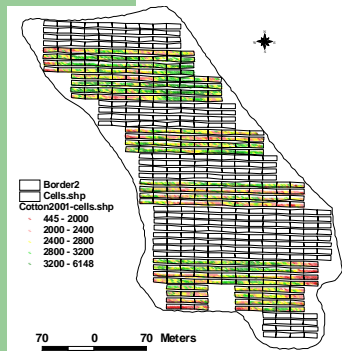 Border2
Cells.shp
Cotton2001-cells.shp
445 - 2000
2000 - 2400
2400 - 2800
2800 - 3200
3200 - 6148
70 0 70 Meters